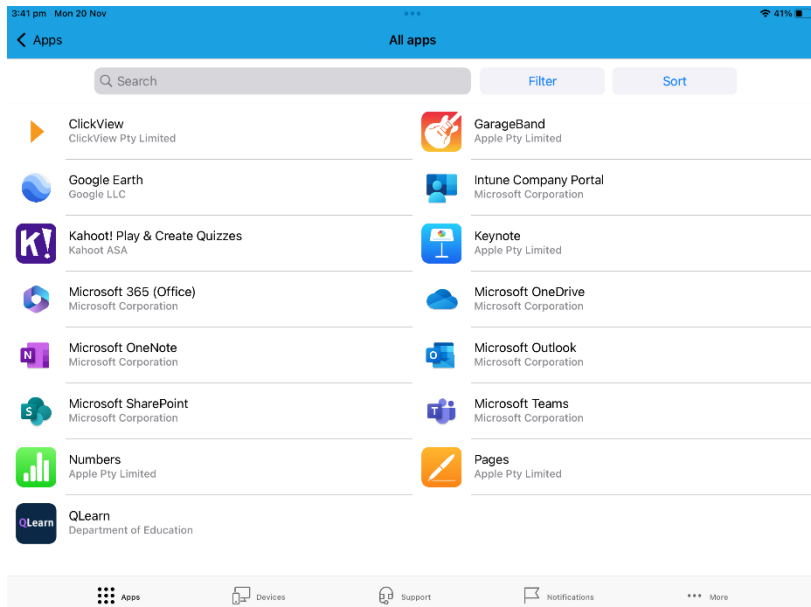 3:41 pm Mon 20 Nov
41%
Apps
All apps
Search
Filter
Sort
ClickView
ClickView Pty Limited
GarageBand
Apple Pty Limited
Google Earth
Google LLC
Intune Company Portal
Microsoft Corporation
K!
Kahoot! Play & Create Quizzes
Kahoot ASA
Keynote
Apple Pty Limited
Microsoft 365 (Office)
Microsoft Corporation
Microsoft OneDrive
Microsoft Corporation
N
Microsoft OneNote
Microsoft Corporation
O
Microsoft Outlook
Microsoft Corporation
S
Microsoft SharePoint
Microsoft Corporation
T
Microsoft Teams
Microsoft Corporation
Numbers
Apple Pty Limited
Pages
Apple Pty Limited
QLearn
QLearn
Department of Education
Apps
Devices
Support
Notifications
More